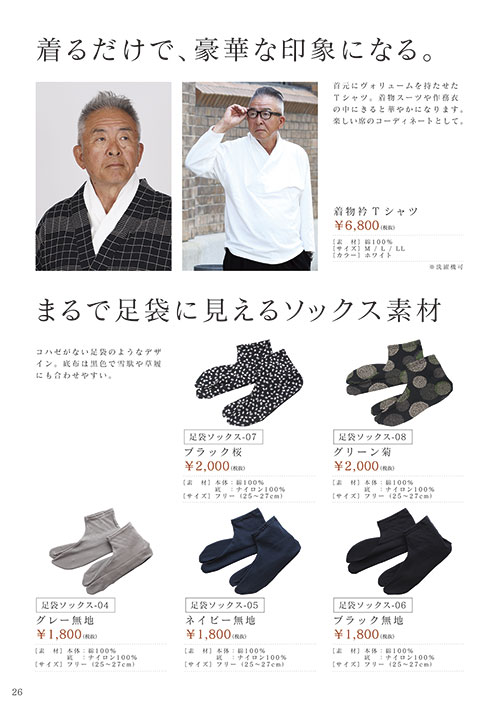 着るだけで、豪華な印象になる。
首元にヴォリュームを持たせた
Tシャツ。着物スーツや作務衣
の中にきると華やかになります。
楽しい席のコーディネートとして。
着物衿Tシャツ
￥6,800(税抜)
［素　材］綿100%
［サイズ］M / L / LL
［カラー］ホワイト
※洗濯機可
まるで足袋に見えるソックス素材
コハゼがない足袋のようなデザ
イン。底布は黒色で雪駄や草履
にも合わせやすい。
足袋ソックス-07
ブラック桜
￥2,000(税抜)
［素　材］本体：綿100%
底　：ナイロン100%
［サイズ］フリー（25～27cm）
足袋ソックス-08
グリーン菊
￥2,000(税抜)
［素　材］本体：綿100%
底　：ナイロン100%
［サイズ］フリー（25～27cm）
足袋ソックス-04
グレー無地
￥1,800(税抜)
［素　材］本体：綿100%
底　：ナイロン100%
［サイズ］フリー（25～27cm）
足袋ソックス-05
ネイビー無地
￥1,800(税抜)
［素　材］本体：綿100%
底　：ナイロン100%
［サイズ］フリー（25～27cm）
足袋ソックス-06
ブラック無地
￥1,800(税抜)
［素　材］本体：綿100%
底　：ナイロン100%
［サイズ］フリー（25～27cm）
26